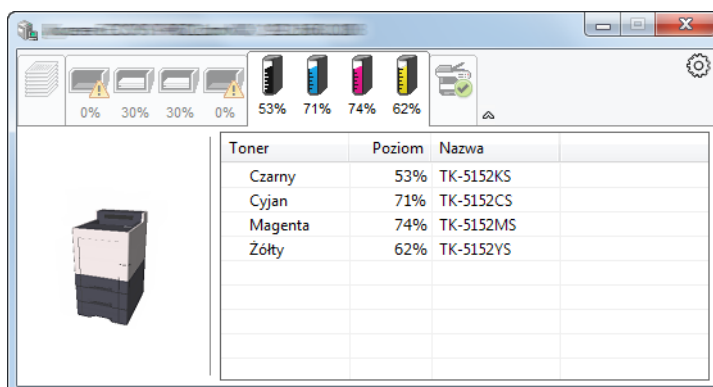 0% 30% 30% 0% 53% 71% 74% 62%
Toner Poziom Nazwa
Czarny 53% TK-5152KS
Cyjan 71% TK-5152CS
Magenta 74% TK-5152MS
Żółty 62% TK-5152YS